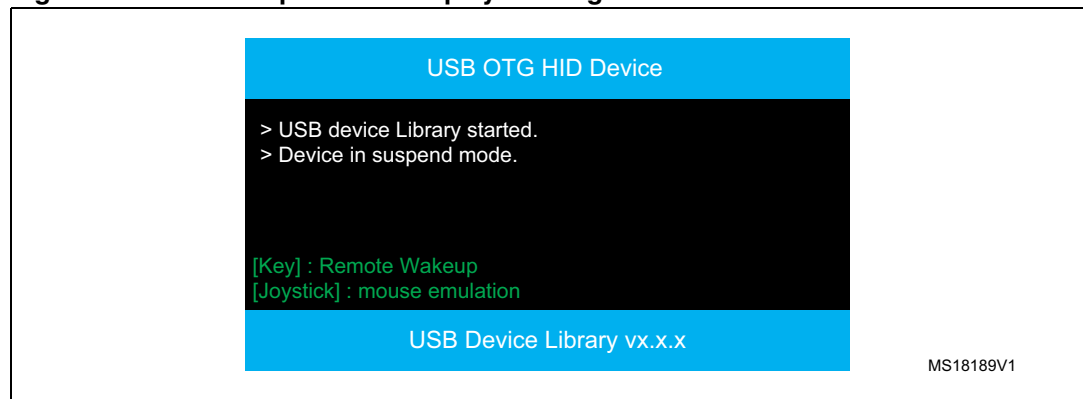 USB OTG HID Device
> USB device Library started.
> Device in suspend mode.
[Key] : Remote Wakeup
[Joystick] : mouse emulation
USB Device Library vx.x.x
MS18189V1